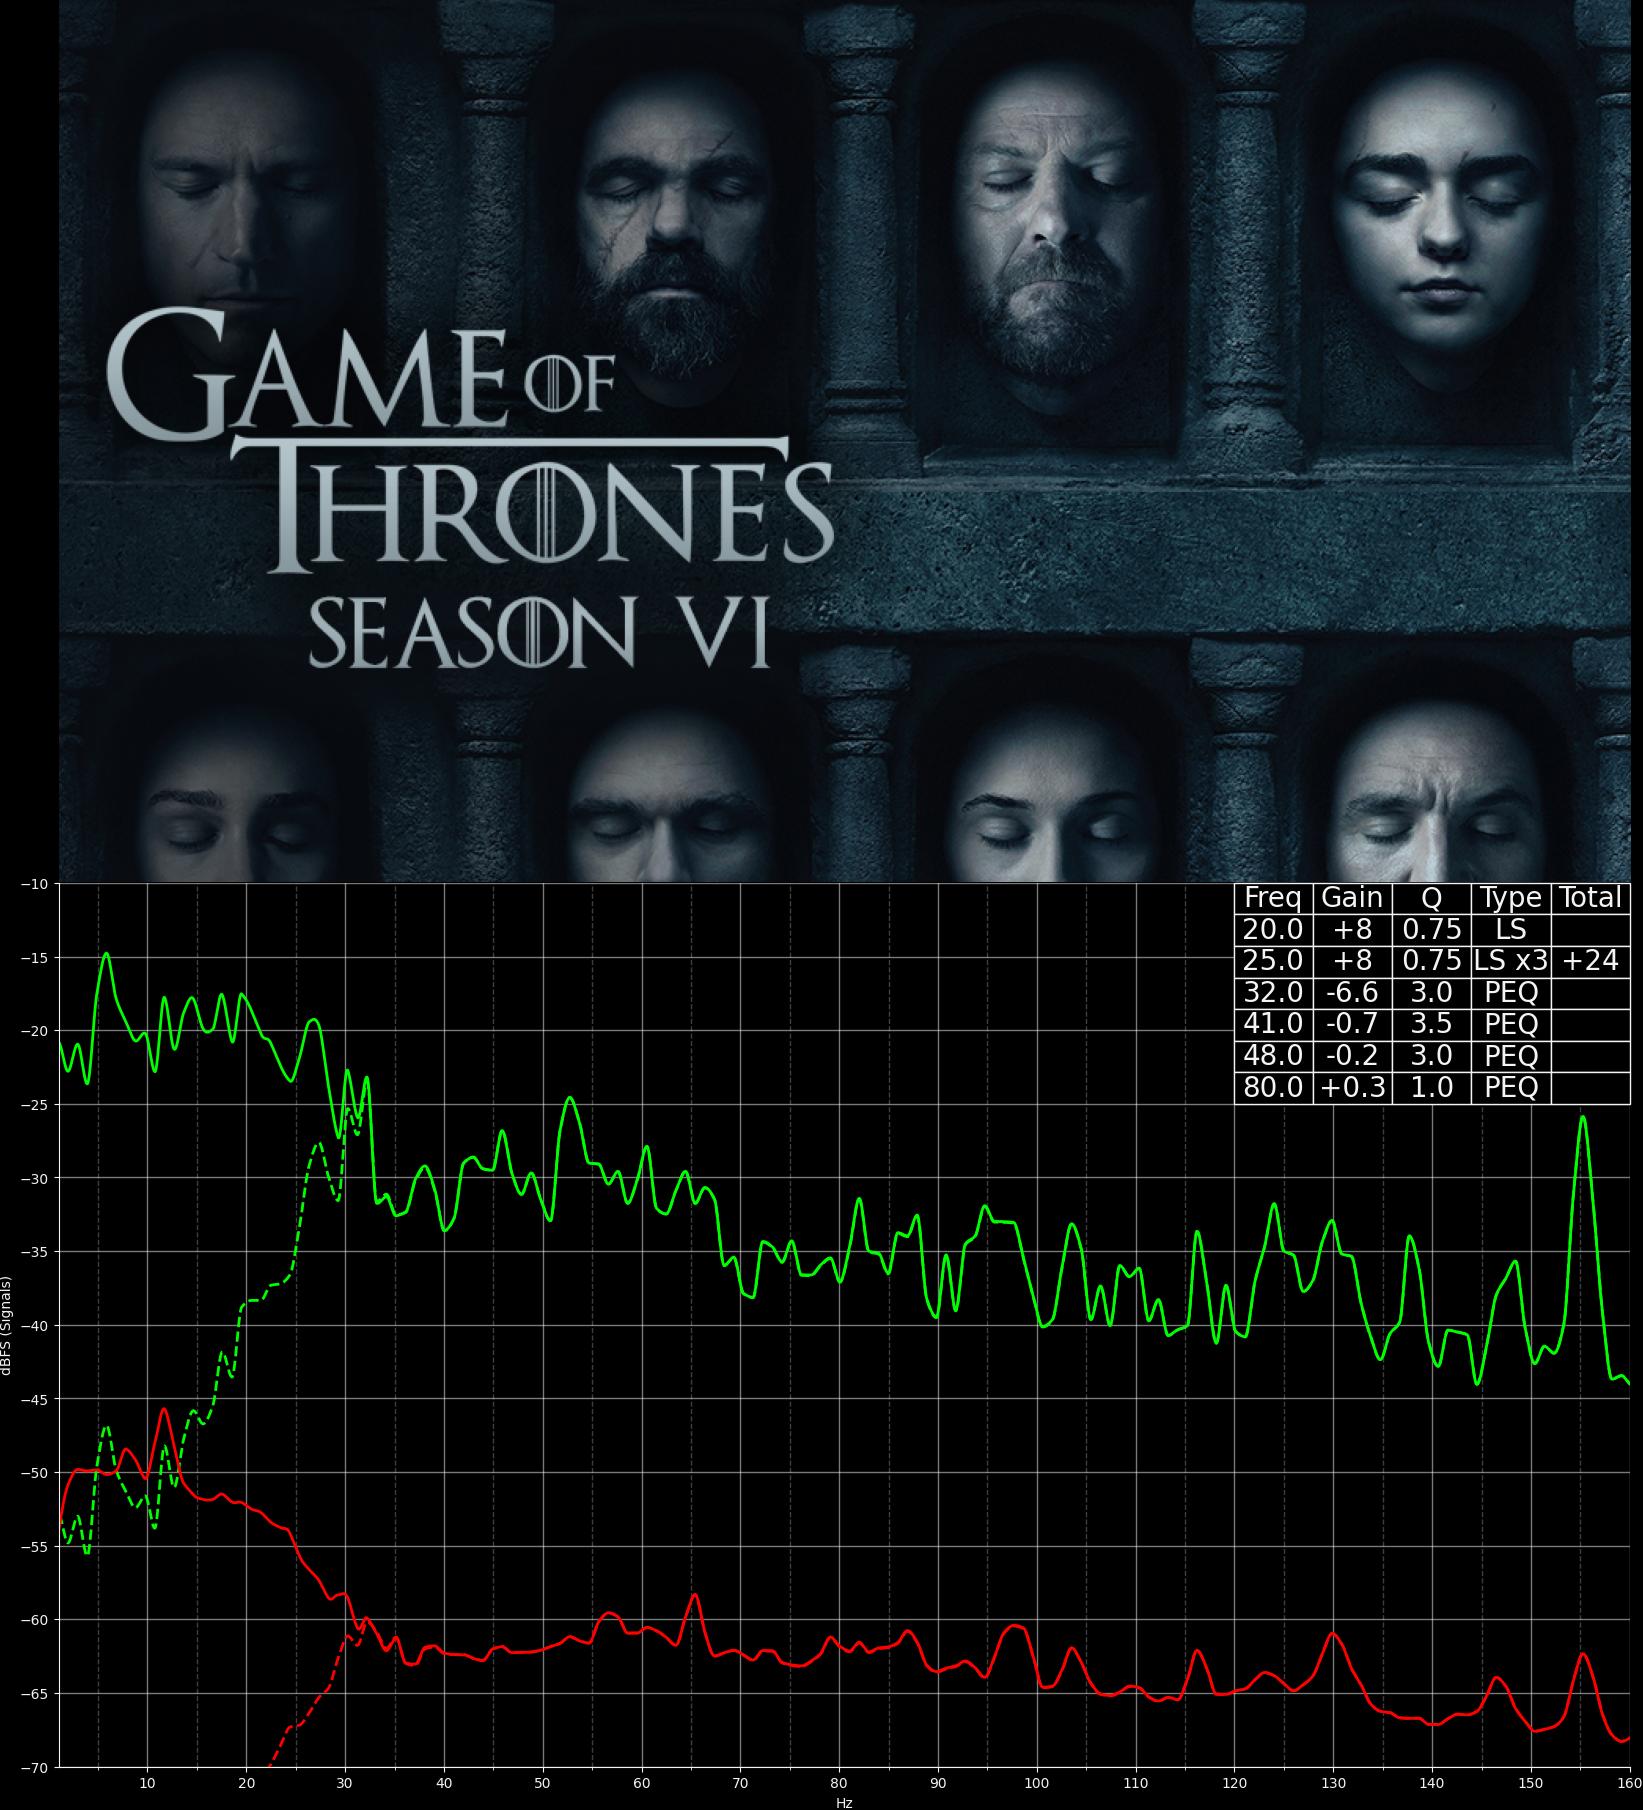 GAME OF
THRONES
SEASON VI
Freq Gain Q Type Total
20.0 +8 0.75 LS
25.0 +8 0.75 LS x3 +24
32.0 -6.6 3.0 PEQ
41.0 -0.7 3.5 PEQ
48.0 -0.2 3.0 PEQ
80.0 +0.3 1.0 PEQ
−10
−15
−20
−25
−30
−35
−40
−45
−50
−55
−60
−65
−70
dBFS (Signals)
10 20 30 40 50 60 70 80 90 100 110 120 130 140 150 160
Hz